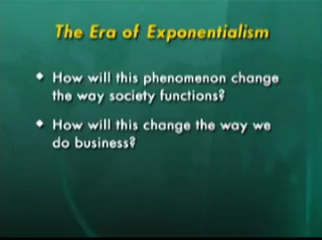 The Era of Exponentialism
◆ How will this phenomenon change
the way society functions?
◆ How will this change the way we
do business?